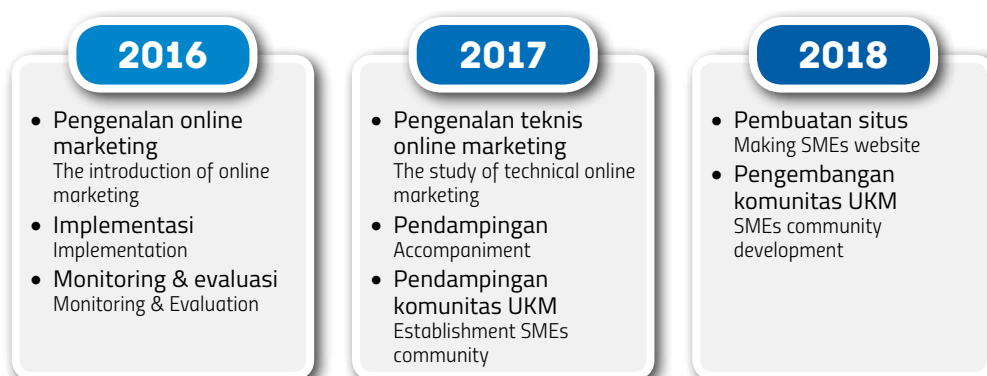 2016
• Pengenalan online
marketing
The introduction of online
marketing
• Implementasi
Implementation
• Monitoring & evaluasi
Monitoring & Evaluation
2017
• Pengenalan teknis
online marketing
The study of technical online
marketing
• Pendampingan
Accompaniment
• Pendampingan
komunitas UKM
Establishment SMEs
community
2018
• Pembuatan situs
Making SMEs website
• Pengembangan
komunitas UKM
SMEs community
development